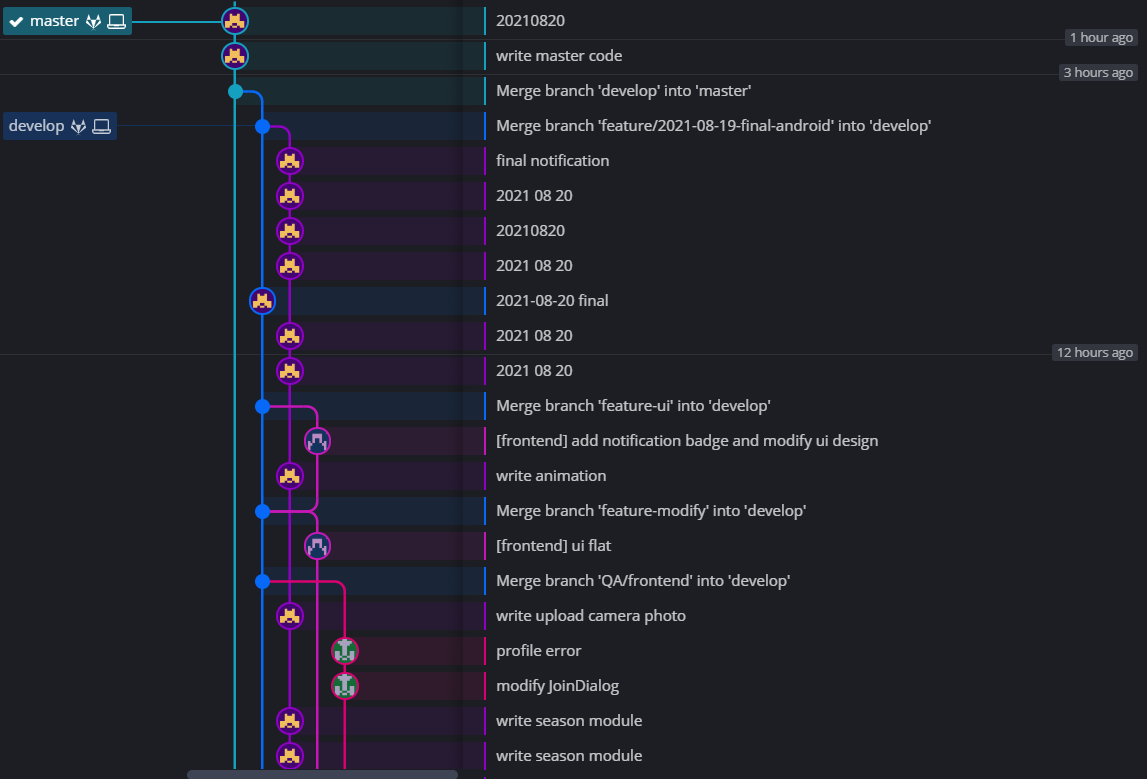 master 20210820
1 hour ago
write master code
3 hours ago
Merge branch 'develop' into 'master'
develop Merge branch 'feature/2021-08-19-final-android' into 'develop'
final notification
2021 08 20
20210820
2021 08 20
2021-08-20 final
2021 08 20
12 hours ago
2021 08 20
Merge branch 'feature-ui' into 'develop'
[frontend] add notification badge and modify ui design
write animation
Merge branch 'feature-modify' into 'develop'
[frontend] ui flat
Merge branch 'QA/frontend' into 'develop'
write upload camera photo
profile error
modify JoinDialog
write season module
write season module